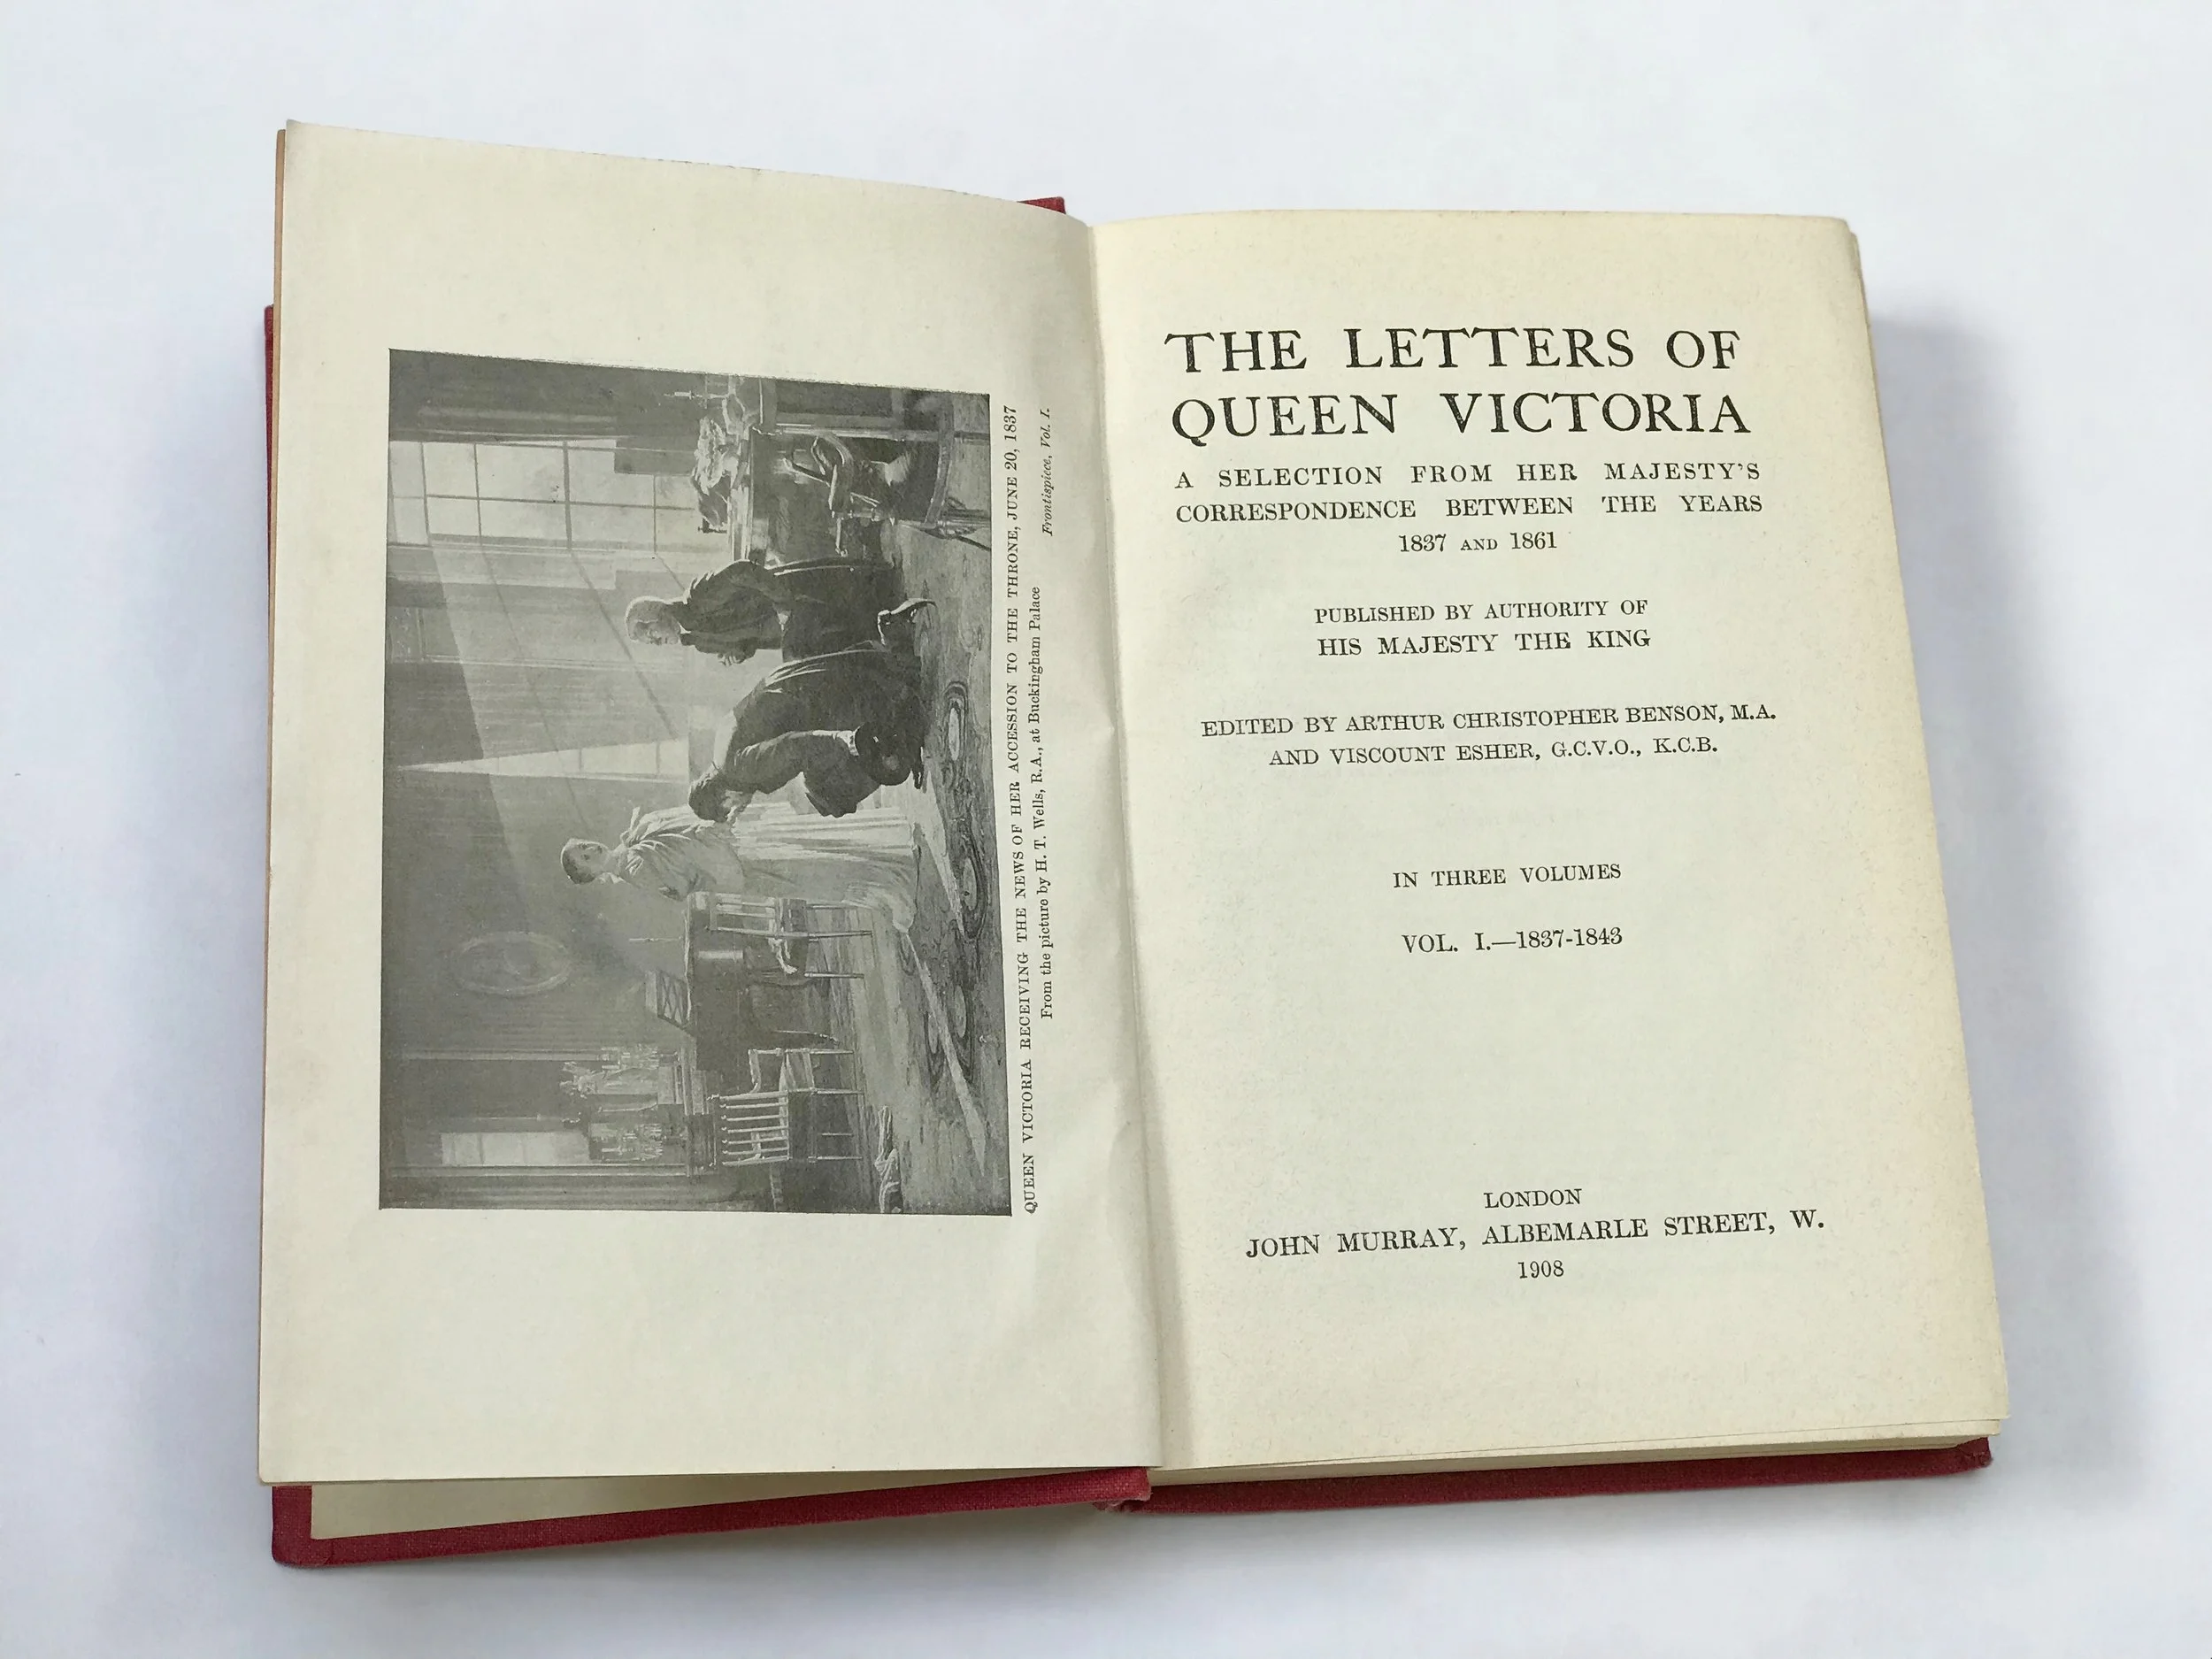 QUEEN VICTORIA RECEIVING THE NEWS OF HER ACCESSION TO THE THRONE, JUNE 20, 1837
From the picture by H. T. Wells, R.A., at Buckingham Palace
Frontispiece, Vol. I.
THE LETTERS OF
QUEEN VICTORIA
A SELECTION FROM HER MAJESTY'S
CORRESPONDENCE BETWEEN THE YEARS
1837 AND 1861
PUBLISHED BY AUTHORITY OF
HIS MAJESTY THE KING
EDITED BY ARTHUR CHRISTOPHER BENSON, M.A.
AND VISCOUNT ESHER, G.C.V.O., K.C.B.
IN THREE VOLUMES
VOL. I.—1837-1843
LONDON
JOHN MURRAY, ALBEMARLE STREET, W.
1908